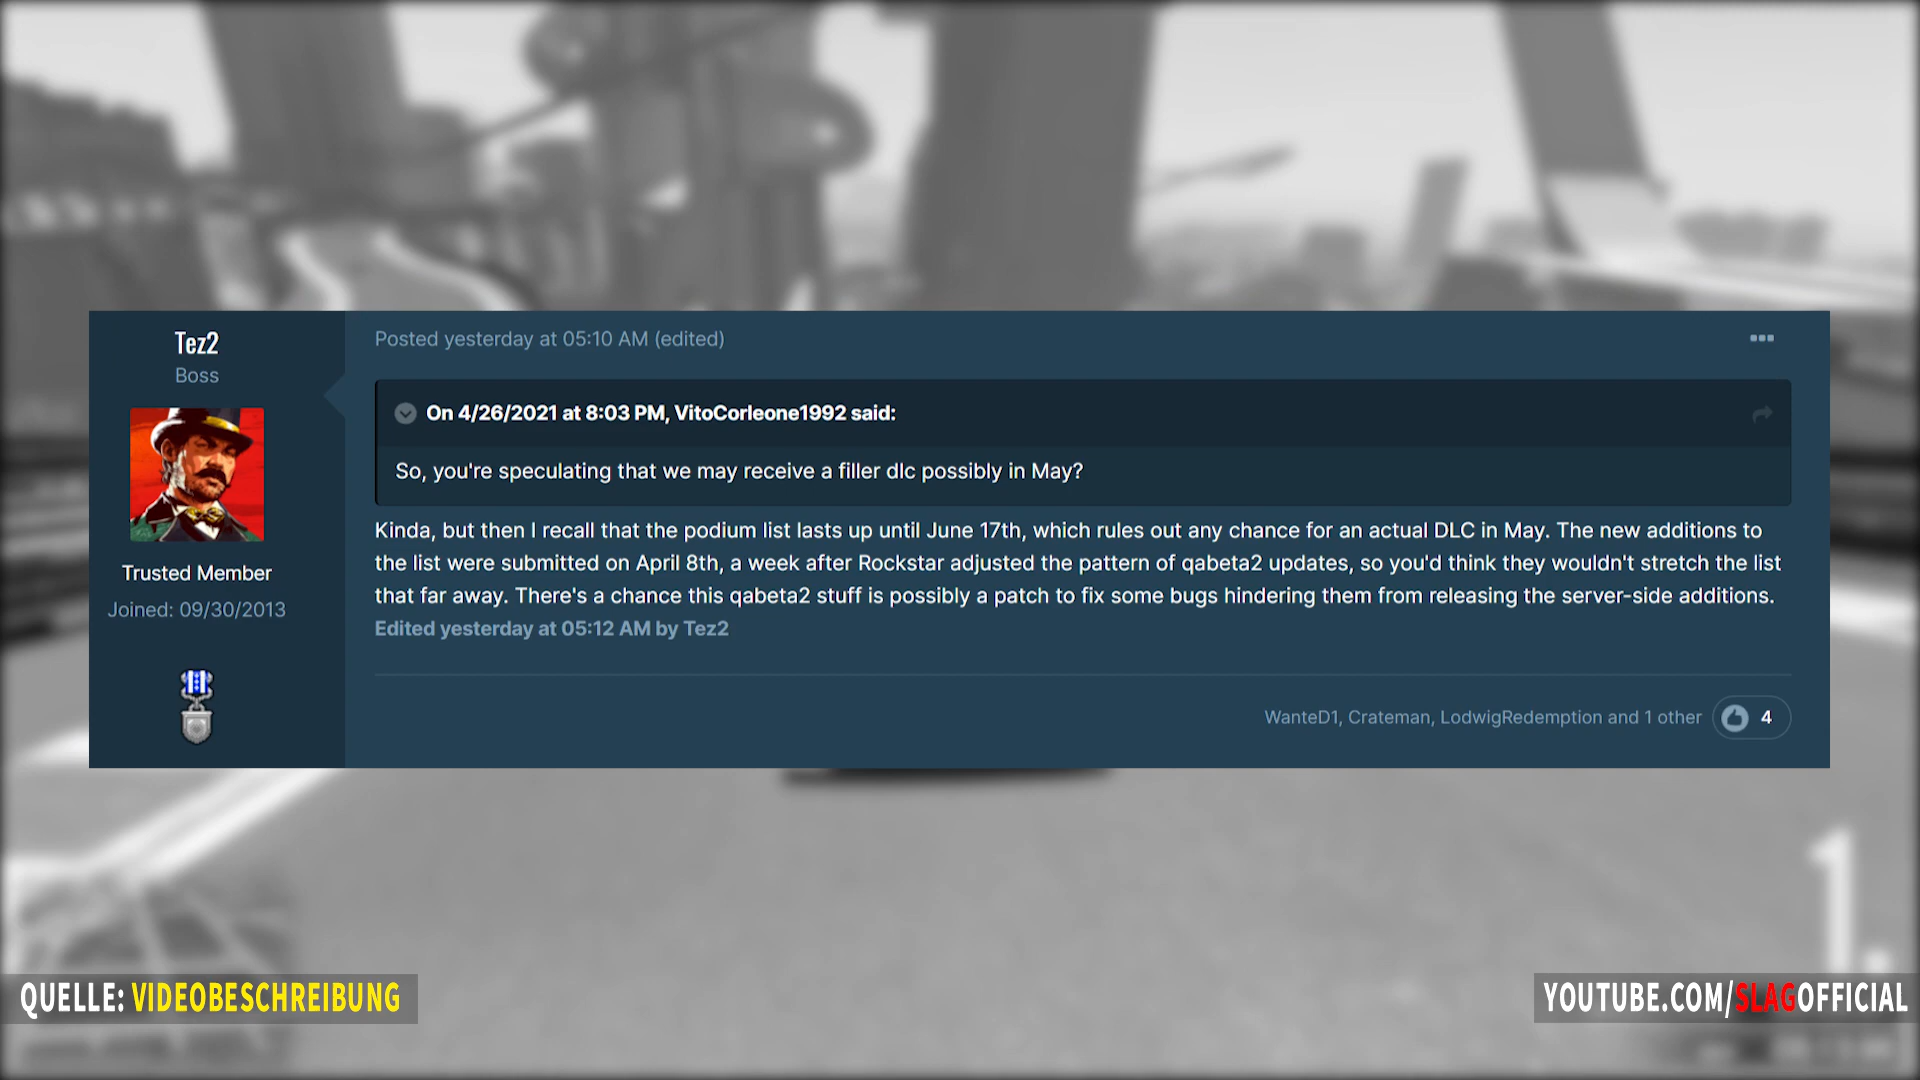 Tez2
Boss
Trusted Member
Joined: 09/30/2013
Posted yesterday at 05:10 AM (edited)
On 4/26/2021 at 8:03 PM, VitoCorleone1992 said:
So, you're speculating that we may receive a filler dlc possibly in May?
Kinda, but then I recall that the podium list lasts up until June 17th, which rules out any chance for an actual DLC in May. The new additions to
the list were submitted on April 8th, a week after Rockstar adjusted the pattern of qabeta2 updates, so you'd think they wouldn't stretch the list
that far away. There's a chance this qabeta2 stuff is possibly a patch to fix some bugs hindering them from releasing the server-side additions.
Edited yesterday at 05:12 AM by Tez2
WanteD1, Crateman, LodwigRedemption and 1 other 4
1.
QUELLE: VIDEOBESCHREIBUNG
YOUTUBE.COM/SLAGOFFICIAL